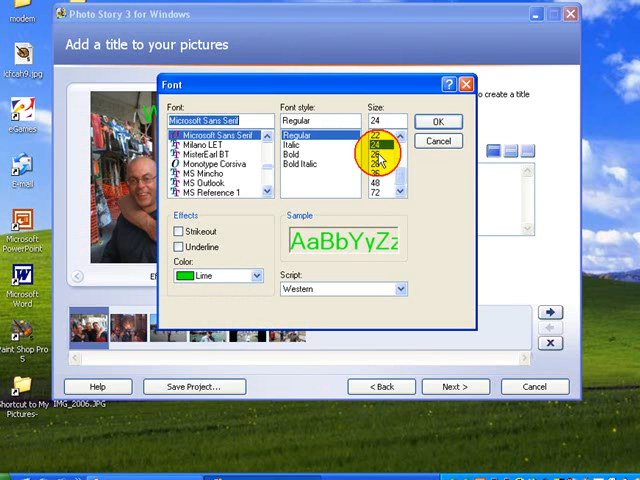 modem
icfcah9.jpg
eGames
E-mail
Microsoft
PowerPoint
Microsoft
Word
Paint Shop Pro
5
Shortcut to My
Pictures-
IMG_2006.JPG
Photo Story 3 for Windows
Add a title to your pictures
to create a title
Font
Font:
Font style:
Size:
Microsoft Sans Serif
Regular
24
OK
Cancel
Microsoft Sans Serif
Milano LET
MisterEarl BT
Monotype Corsiva
MS Mincho
MS Outlook
MS Reference 1
Regular
Italic
Bold
Bold Italic
22
24
26
28
36
48
72
Effects
Strikeout
Underline
Color:
Lime
Sample
AaBbYyZz
Script:
Western
Help
Save Project...
< Back
Next >
Cancel